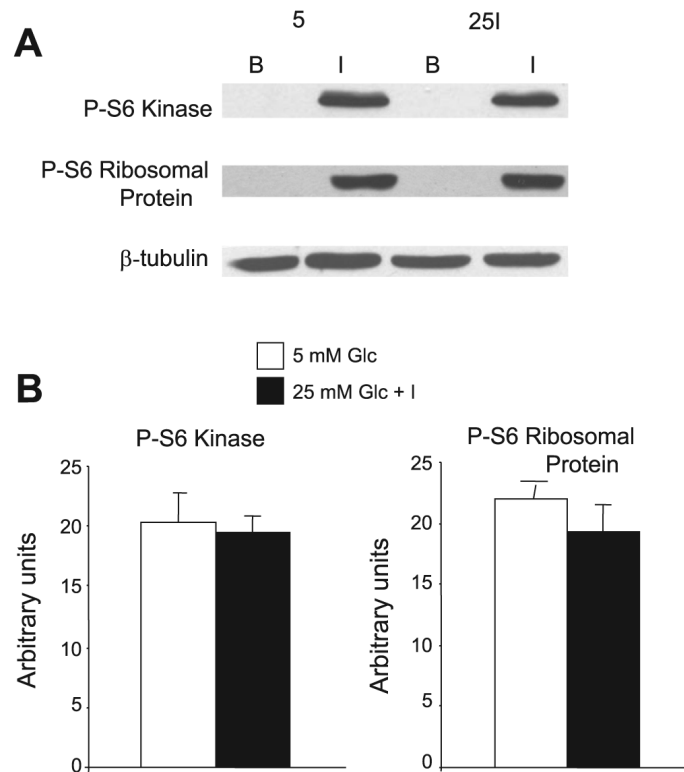 5 25I
A
B I B I
P-S6 Kinase
P-S6 Ribosomal
Protein
β-tubulin
5 mM Glc
25 mM Glc + I
B
P-S6 Kinase
25
20
15
10
5
0
Arbitrary units
P-S6 Ribosomal
Protein
25
20
15
10
5
0
Arbitrary units